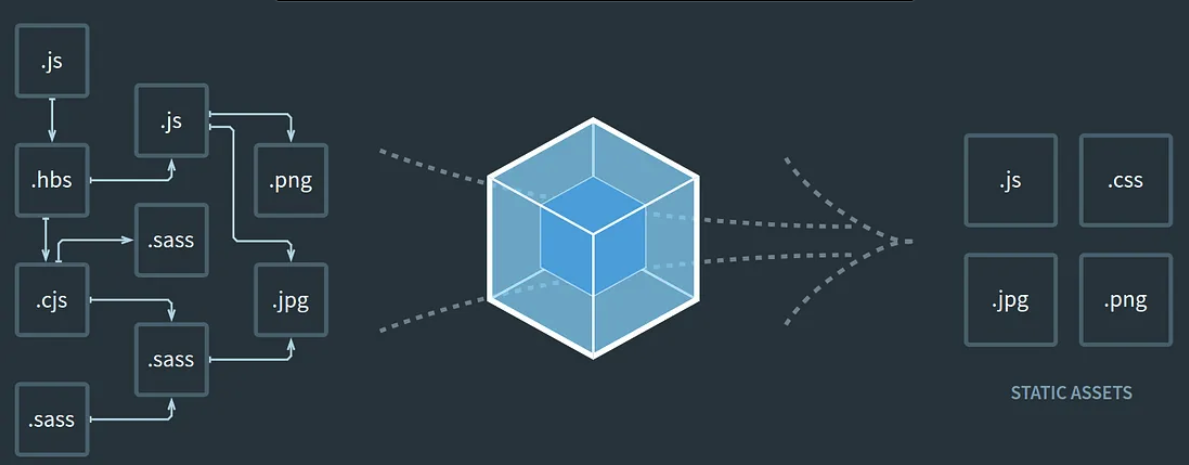 .js
.js
.hbs
.png
.js
.css
.sass
.cjs
.jpg
.jpg
.png
.sass
.sass
STATIC ASSETS